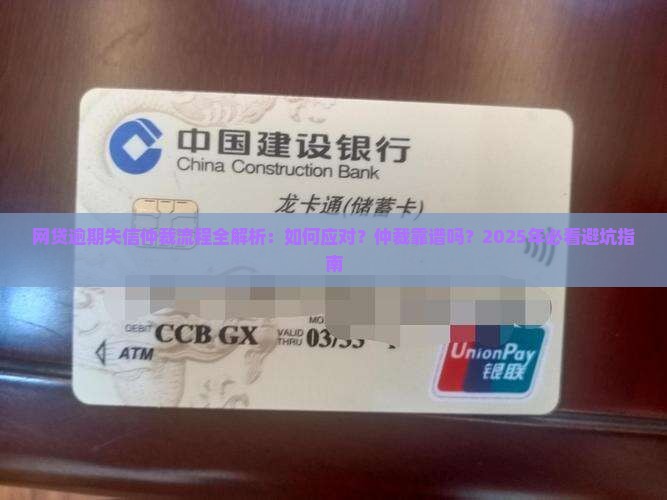 中国建设银行
China Construction Bank
龙卡通(储蓄卡)
网贷逾期失信仲裁流程全解析：如何应对？仲裁靠谱吗？2025年必看避坑指
南
MO
DEBIT CCB GX VALID THRU 03/33
ATM
UnionPay
银联